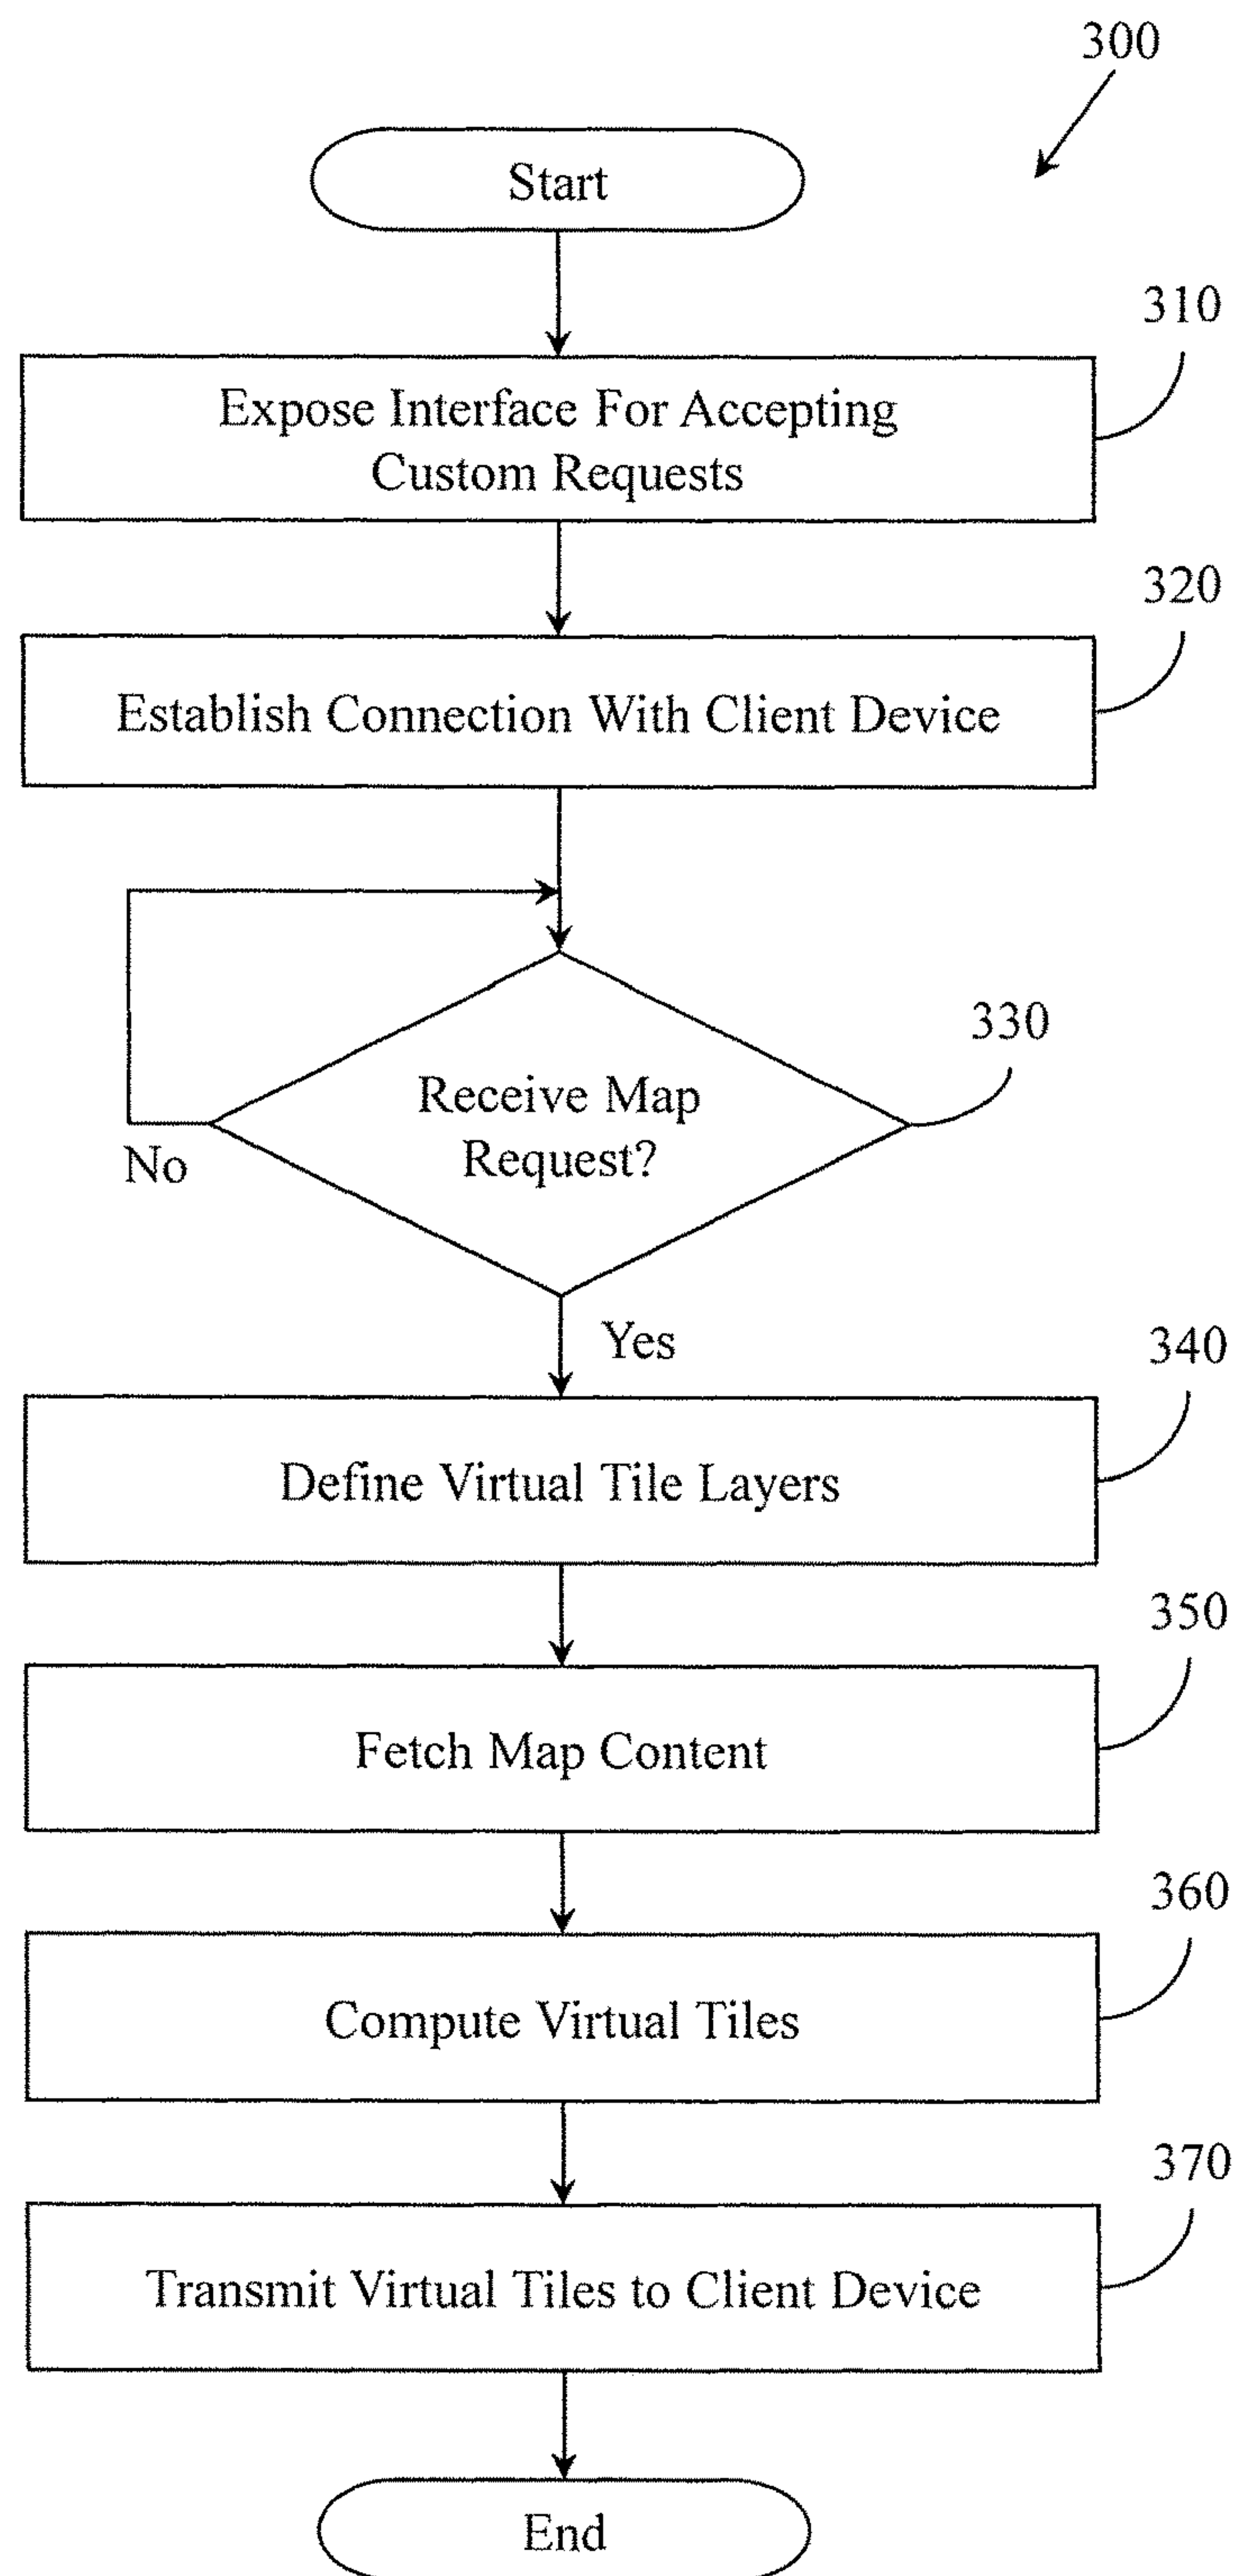 300
Start
310
Expose Interface For Accepting
Custom Requests
320
Establish Connection With Client Device
330
Receive Map
Request?
No
Yes
340
Define Virtual Tile Layers
350
Fetch Map Content
360
Compute Virtual Tiles
370
Transmit Virtual Tiles to Client Device
End